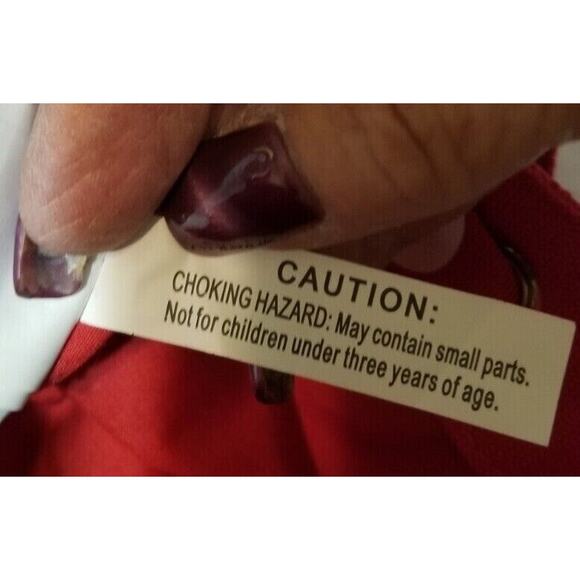 CAUTION:
CHOKING HAZARD: May contain small parts.
Not for children under three years of age.